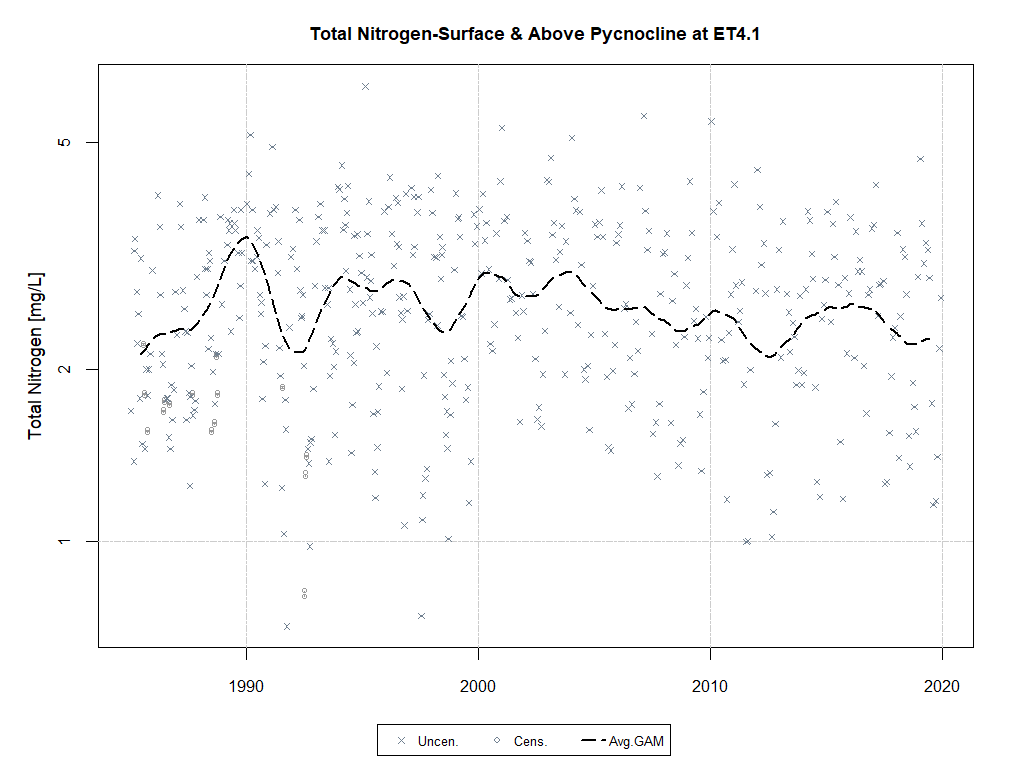 Total Nitrogen-Surface & Above Pycnocline at ET4.1
Total Nitrogen [mg/L]
5
2
1
1990 2000 2010 2020
Uncen. Cens. Avg.GAM